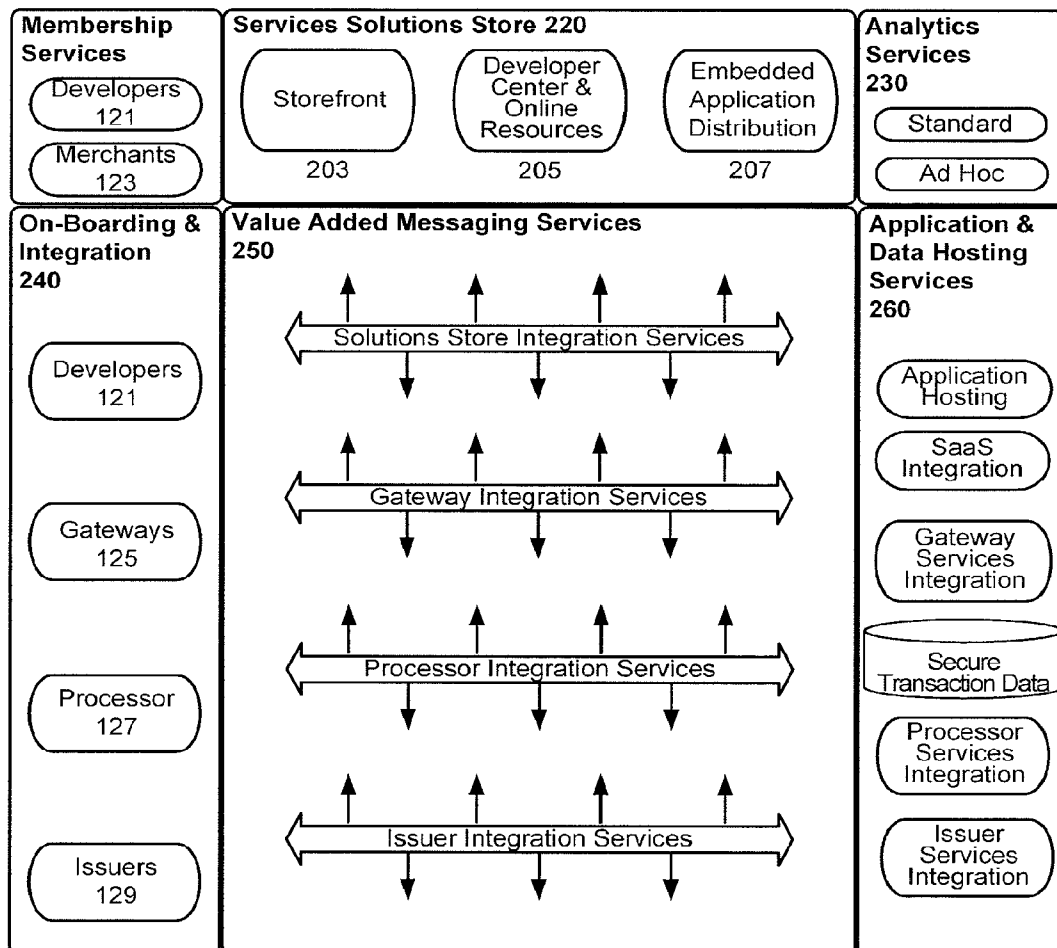 Membership
Services
Developers
121
Merchants
123
Services Solutions Store 220
Storefront
203
Developer
Center &
Online
Resources
205
Embedded
Application
Distribution
207
Analytics
Services
230
Standard
Ad Hoc
On-Boarding &
Integration
240
Developers
121
Gateways
125
Processor
127
Issuers
129
Value Added Messaging Services
250
Solutions Store Integration Services
Gateway Integration Services
Processor Integration Services
Issuer Integration Services
Application &
Data Hosting
Services
260
Application
Hosting
SaaS
Integration
Gateway
Services
Integration
Secure
Transaction Data
Processor
Services
Integration
Issuer
Services
Integration